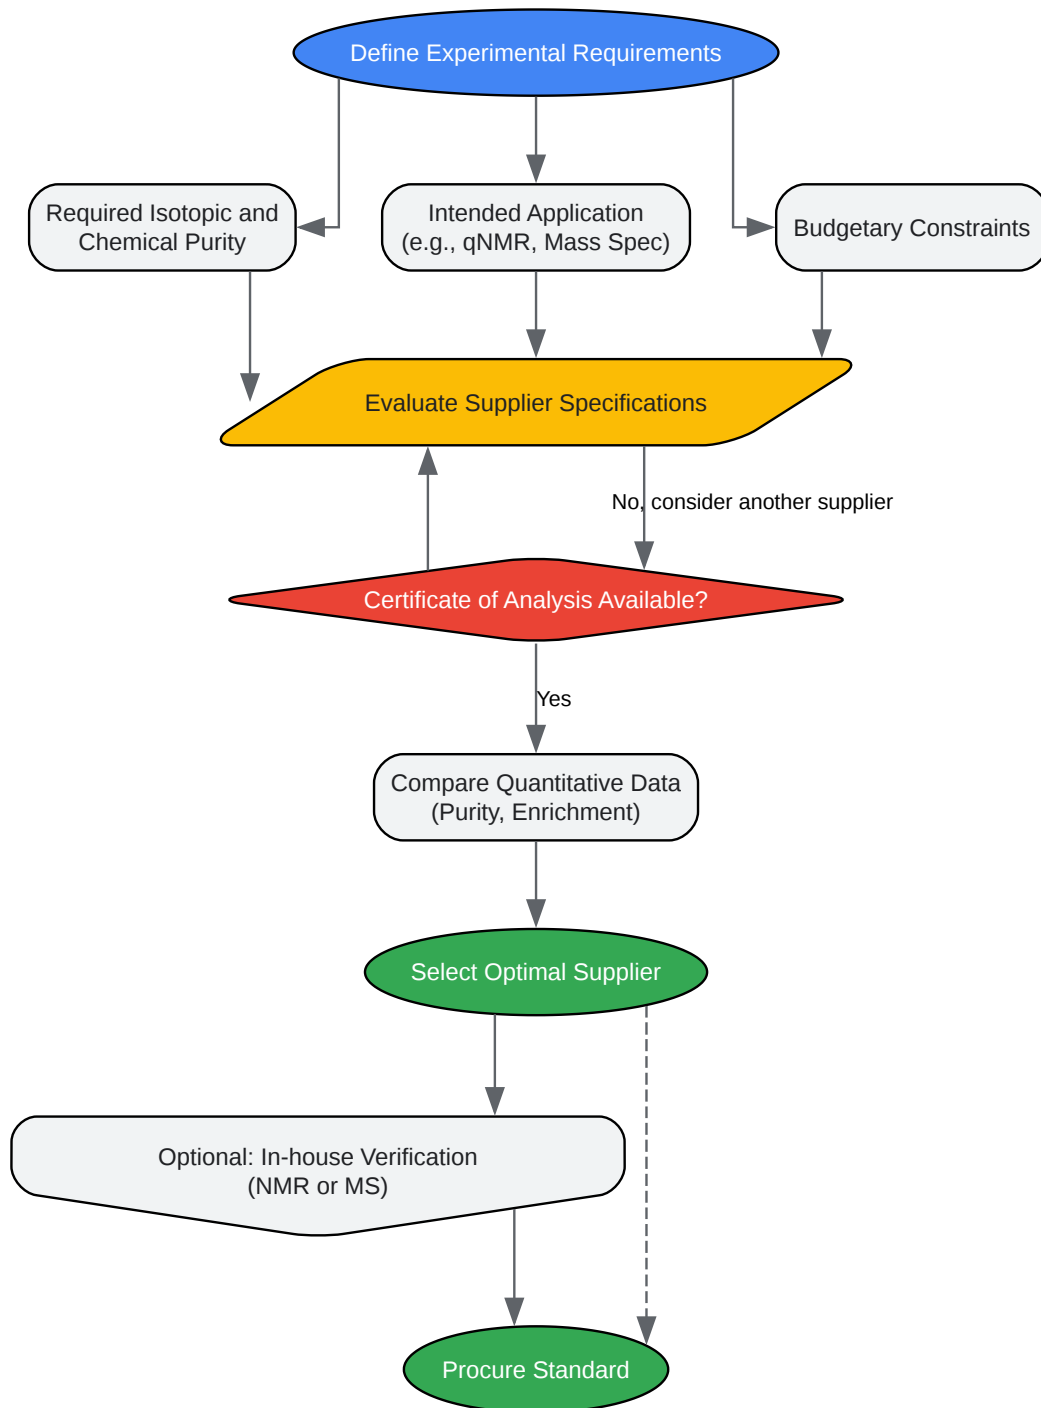 Define Experimental Requirements
Required Isotopic and
Chemical Purity
Intended Application
(e.g., qNMR, Mass Spec)
Budgetary Constraints
Evaluate Supplier Specifications
No, consider another supplier
Certificate of Analysis Available?
Yes
Compare Quantitative Data
(Purity, Enrichment)
Select Optimal Supplier
Optional: In-house Verification
(NMR or MS)
Procure Standard